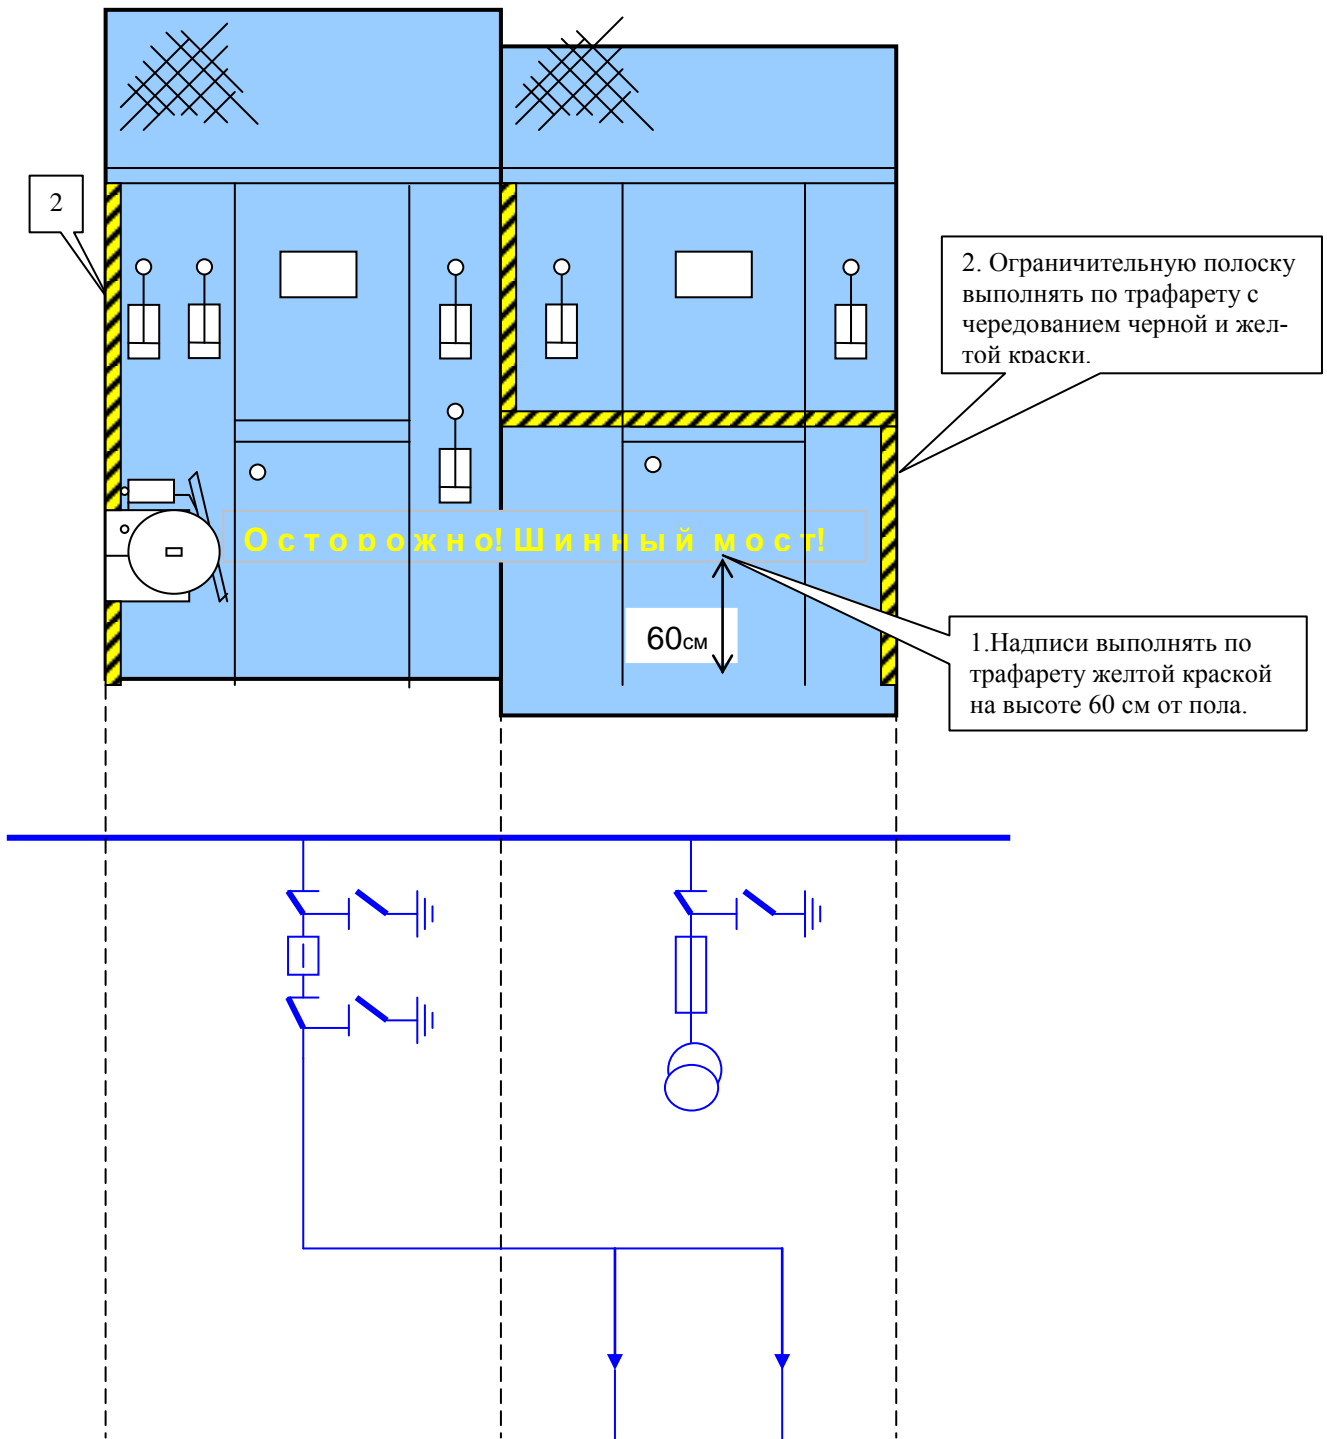 2
2. Ограничительную полоску
выполнять по трафарету с
чередованием черной и жел-
той краски.
Осторожно! Шинный мост!
60см
1.Надписи выполнять по
трафарету желтой краской
на высоте 60 см от пола.